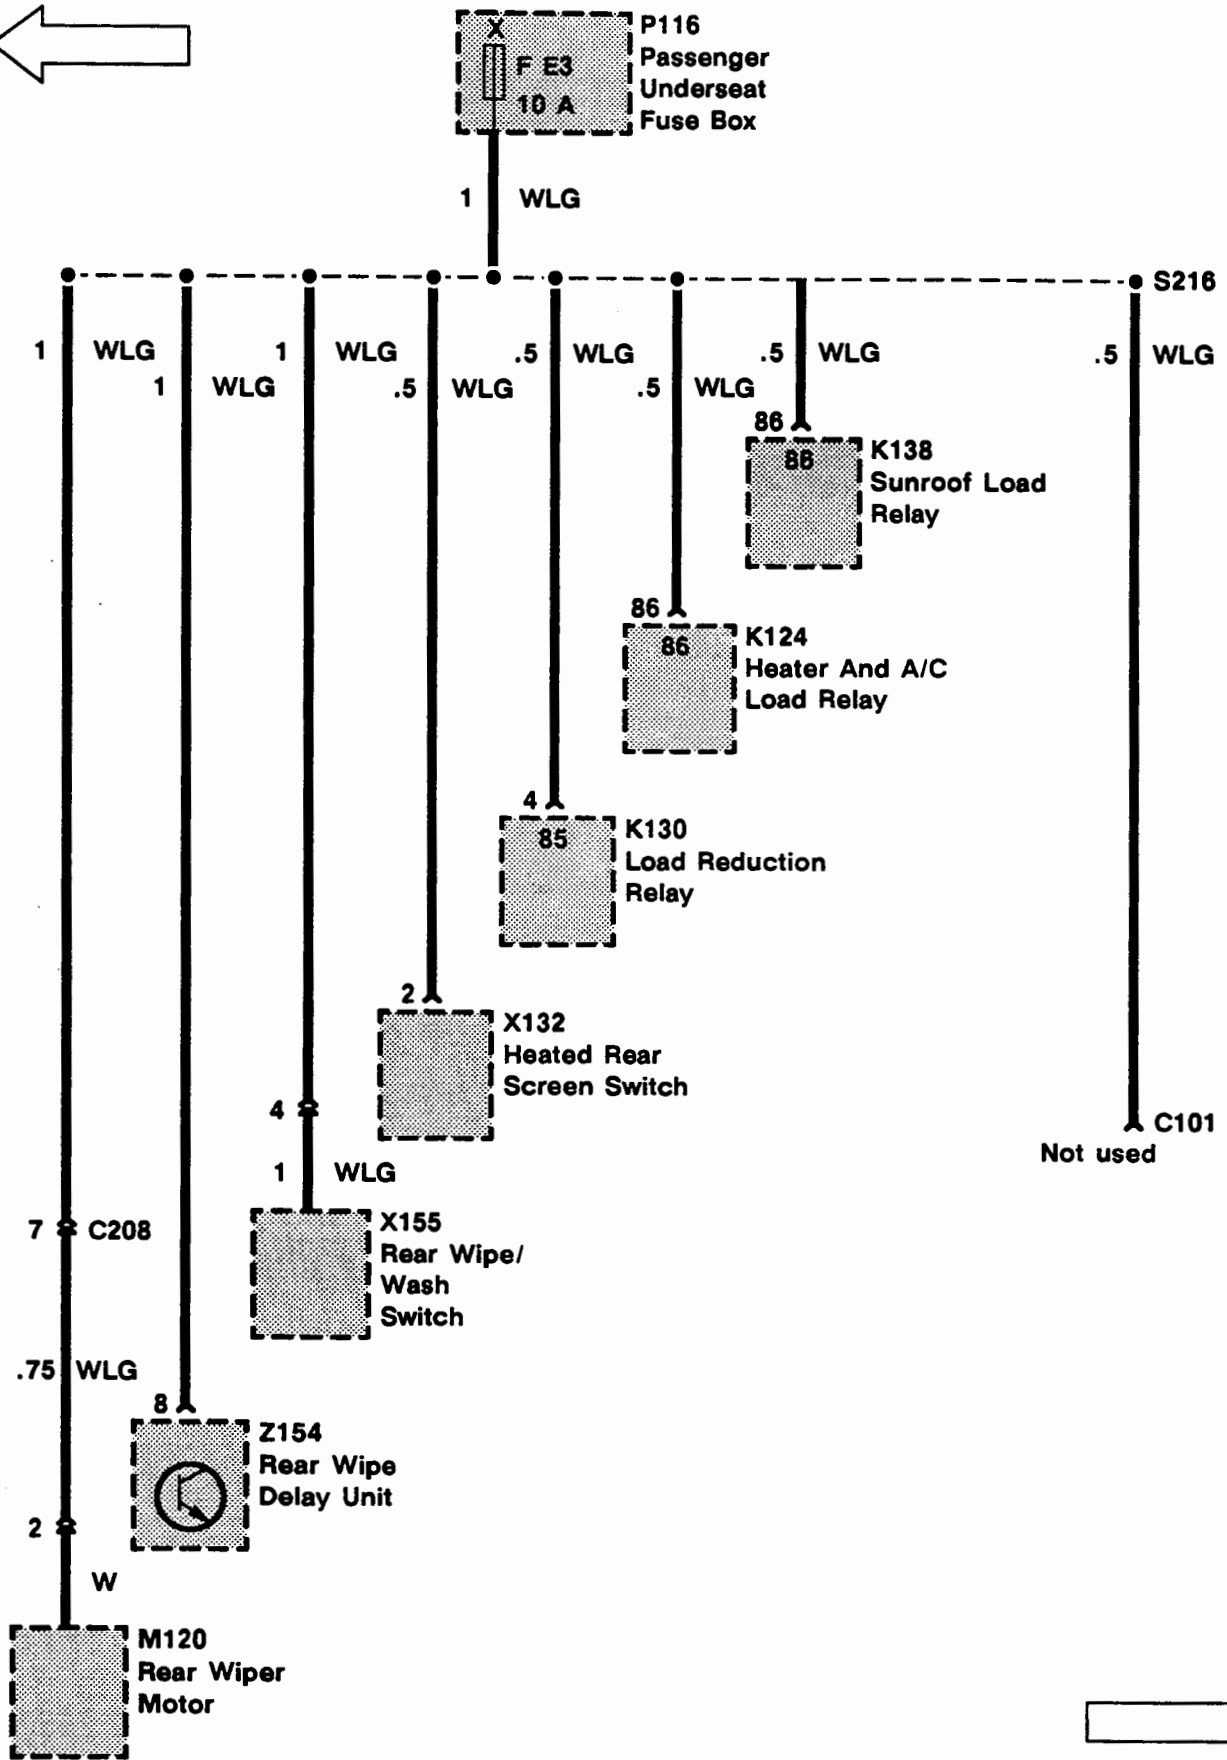 X
F E3
10 A
P116
Passenger
Underseat
Fuse Box
1 WLG
S216
1 WLG
1 WLG
1 WLG
.5 WLG
.5 WLG
.5 WLG
.5 WLG
.5 WLG
86
86
K138
Sunroof Load
Relay
86
86
K124
Heater And A/C
Load Relay
4
85
K130
Load Reduction
Relay
2
X132
Heated Rear
Screen Switch
4
1 WLG
C101
Not used
X155
Rear Wipe/
Wash
Switch
7 C208
.75 WLG
8
Z154
Rear Wipe
Delay Unit
2
W
M120
Rear Wiper
Motor